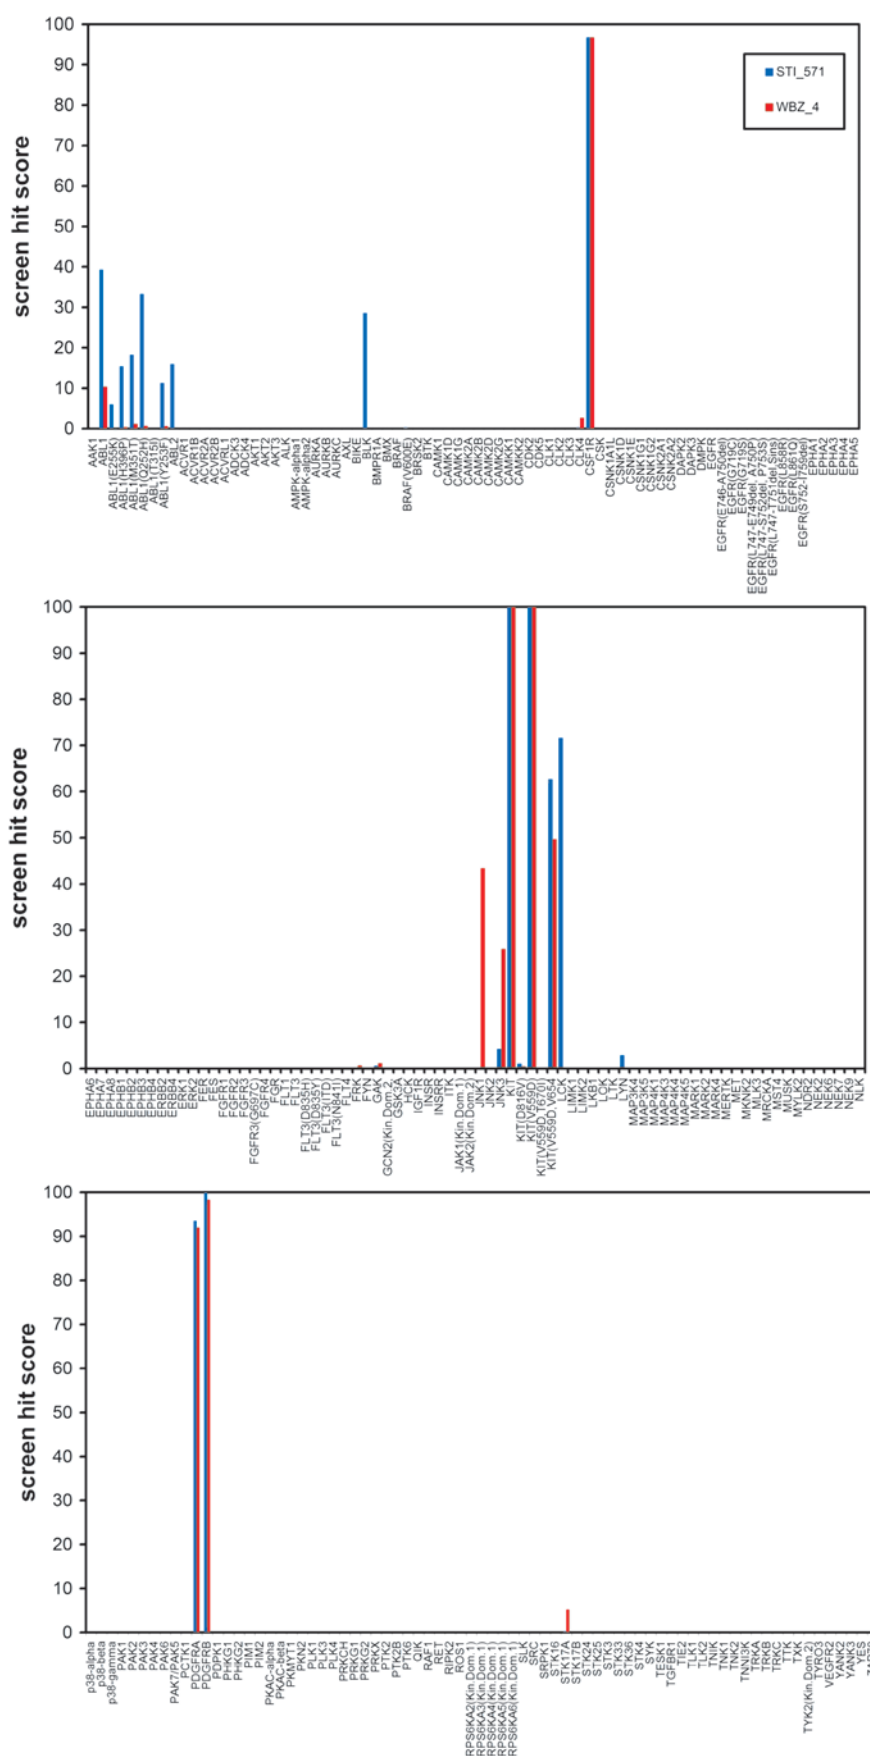 screen hit score
100
90
80
70
60
50
40
30
20
10
0
STI_571
WBZ_4
AAK1
ABL1
ABL1(E255K)
ABL1(H396P)
ABL1(M351T)
ABL1(Q252H)
ABL1(T315I)
ABL1(Y253F)
ABL2
ACVR1
ACVR1B
ACVR2A
ACVR2B
ACVRL1
ADCK3
ADCK4
AKT1
AKT2
AKT3
ALK
AMPK-alpha1
AMPK-alpha2
AURKA
AURKB
AURKC
AXL
BIKE
BLK
BMPR1A
BMX
BRAF
BRAF(V600E)
BRSK2
BTK
CAMK1
CAMK1D
CAMK1G
CAMK2A
CAMK2B
CAMK2D
CAMK2G
CAMKK1
CAMKK2
CDK2
CDK5
CLK1
CLK2
CLK3
CLK4
CSF1R
CSK
CSNK1A1L
CSNK1D
CSNK1E
CSNK1G1
CSNK1G2
CSNK2A1
CSNK2A2
DAPK2
DAPK3
DMPK
EGFR
EGFR(E746-A750del)
EGFR(G719C)
EGFR(G719S)
EGFR(L747-E749del, A750P)
EGFR(L747-S752del, P753S)
EGFR(L747-T751del,Sins)
EGFR(L858R)
EGFR(L861Q)
EGFR(S752-I759del)
EPHA1
EPHA2
EPHA3
EPHA4
EPHA5
screen hit score
100
90
80
70
60
50
40
30
20
10
0
EPHA6
EPHA7
EPHA8
EPHB1
EPHB2
EPHB3
EPHB4
ERBB2
ERBB4
ERK1
ERK2
FER
FES
FGFR1
FGFR2
FGFR3
FGFR3(G697C)
FGFR4
FGR
FLT1
FLT3
FLT3(D835H)
FLT3(D835Y)
FLT3(ITD)
FLT3(N841I)
FLT4
FRK
FYN
GAK
GCN2(Kin.Dom.2,
GSK3A
HCK
IGF1R
INSR
INSRR
ITK
JAK1(Kin.Dom.1)
JAK2(Kin.Dom.2)
JNK1
JNK2
JNK3
KIT
KIT(D816V)
KIT(V559D)
KIT(V559D,T670I)
KIT(V559D,V654
LCK
LIMK1
LIMK2
LKB1
LOK
LTK
LYN
MAP3K4
MAP3K5
MAP4K1
MAP4K3
MAP4K4
MAP4K5
MARK1
MARK2
MARK4
MERTK
MET
MKNK2
MLK3
MRCKA
MST4
MUSK
MYLK2
NDR2
NEK2
NEK6
NEK7
NEK9
NLK
screen hit score
100
90
80
70
60
50
40
30
20
10
0
p38-alpha
p38-beta
p38-gamma
PAK1
PAK2
PAK3
PAK4
PAK6
PAK7/PAK5
PCTK1
PDGFRA
PDGFRB
PDPK1
PHKG1
PHKG2
PIM1
PIM2
PKAC-alpha
PKAC-beta
PKMYT1
PKN2
PLK1
PLK3
PLK4
PRKCH
PRKG1
PRKG2
PRKX
PTK2
PTK2B
PTK6
QIK
RAF1
RET
RIPK2
ROS1
RPS6KA2(Kin.Dom.1)
RPS6KA3(Kin.Dom.1)
RPS6KA4(Kin.Dom.1)
RPS6KA5(Kin.Dom.1)
RPS6KA6(Kin.Dom.1)
SLK
SRC
SRPK1
STK16
STK17A
STK17B
STK24
STK25
STK3
STK33
STK36
STK4
SYK
TESK1
TGFBR1
TIE2
TLK1
TLK2
TNIK
TNK1
TNK2
TNNI3K
TRKA
TRKB
TRKC
TTK
TXK
TYK2(Kin.Dom.2)
TYRO3
VEGFR2
YANK2
YANK3
YES